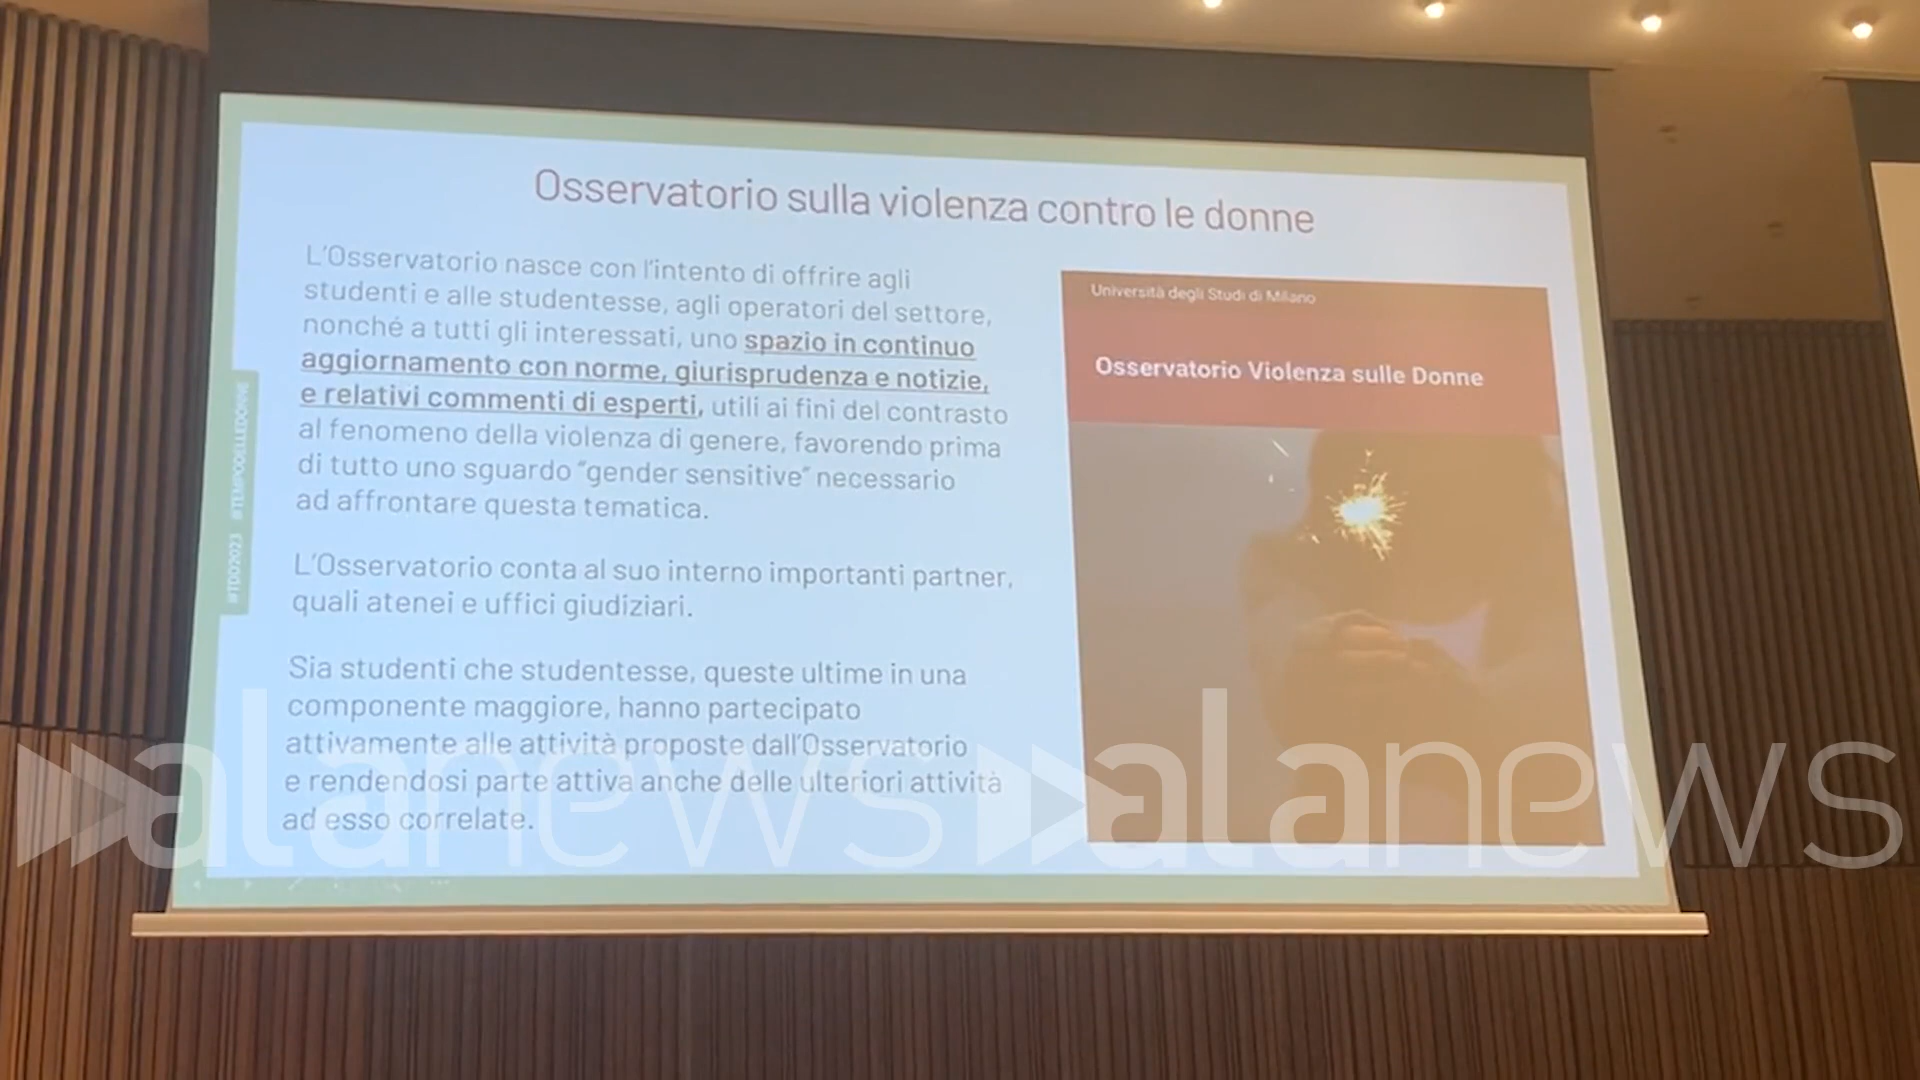 Osservatorio sulla violenza contro le donne
L'Osservatorio nasce con l'intento di offrire agli
studenti e alle studentesse, agli operatori del settore,
nonché a tutti gli interessati, uno spazio in continuo
aggiornamento con norme, giurisprudenza e notizie,
e relativi commenti di esperti, utili ai fini del contrasto
al fenomeno della violenza di genere, favorendo prima
di tutto uno sguardo "gender sensitive" necessario
ad affrontare questa tematica.
L'Osservatorio conta al suo interno importanti partner,
quali atenei e uffici giudiziari.
Sia studenti che studentesse, queste ultime in una
componente maggiore, hanno partecipato
attivamente alle attività proposte dall'Osservatorio
e rendendosi parte attiva anche delle ulteriori attività
ad esso correlate.
Università degli Studi di Milano
Osservatorio Violenza sulle Donne
#TDD2023 #TEMPODELLEDONNE
alanews alanews